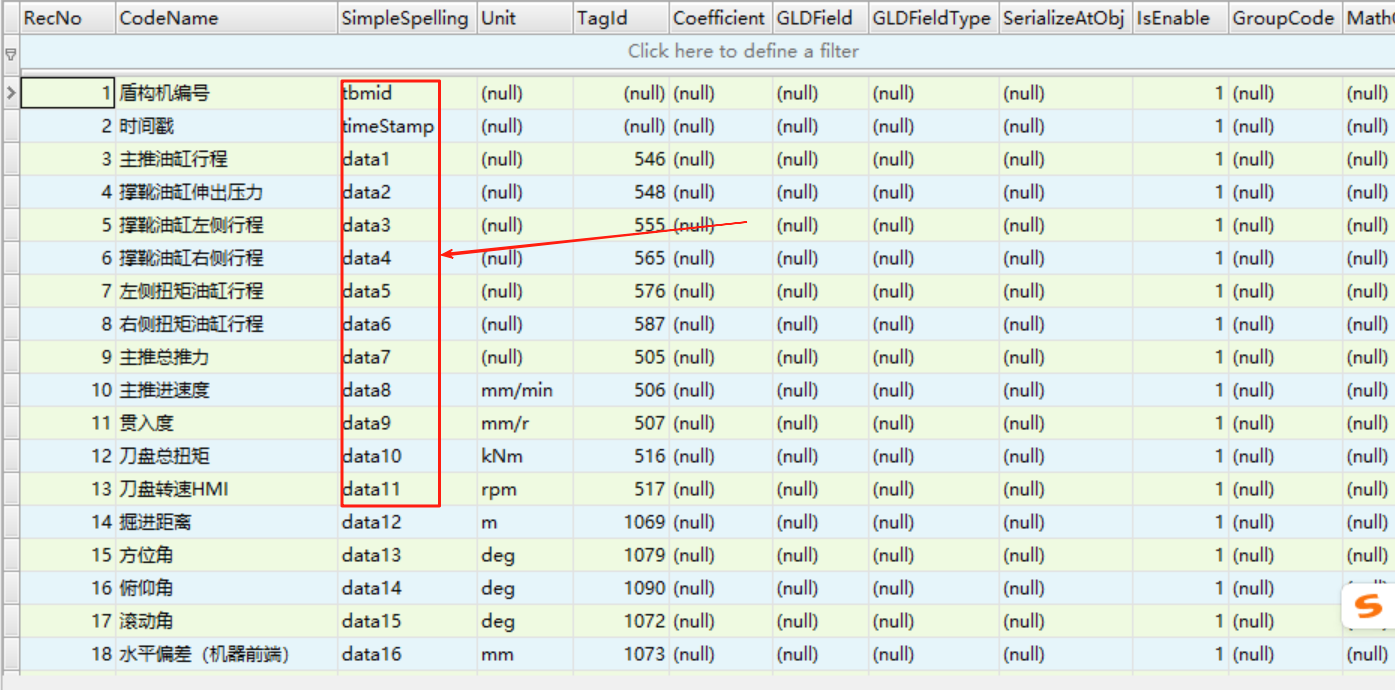 RecNo CodeName SimpleSpelling Unit TagId Coefficient GLDField GLDFieldType SerializeAtObj IsEnable GroupCode
Click here to define a filter
1 盾构机编号 tbmid (null) (null) (null) (null) (null) (null) 1 (null) (null)
2 时间戳 timeStamp (null) (null) (null) (null) (null) (null) 1 (null) (null)
3 主推油缸行程 data1 (null) 546 (null) (null) (null) (null) 1 (null) (null)
4 撑靴油缸伸出压力 data2 (null) 548 (null) (null) (null) (null) 1 (null) (null)
5 撑靴油缸左侧行程 data3 (null) 555 (null) (null) (null) (null) 1 (null) (null)
6 撑靴油缸右侧行程 data4 (null) 565 (null) (null) (null) (null) 1 (null) (null)
7 左侧扭矩油缸行程 data5 (null) 576 (null) (null) (null) (null) 1 (null) (null)
8 右侧扭矩油缸行程 data6 (null) 587 (null) (null) (null) (null) 1 (null) (null)
9 主推总推力 data7 (null) 505 (null) (null) (null) (null) 1 (null) (null)
10 主推进速度 data8 mm/min 506 (null) (null) (null) (null) 1 (null) (null)
11 贯入度 data9 mm/r 507 (null) (null) (null) (null) 1 (null) (null)
12 刀盘总扭矩 data10 kNm 516 (null) (null) (null) (null) 1 (null) (null)
13 刀盘转速HMI data11 rpm 517 (null) (null) (null) (null) 1 (null) (null)
14 掘进距离 data12 m 1069 (null) (null) (null) (null) 1 (null) (null)
15 方位角 data13 deg 1079 (null) (null) (null) (null) 1 (null) (null)
16 俯仰角 data14 deg 1090 (null) (null) (null) (null) 1 (null)
17 滚动角 data15 deg 1072 (null) (null) (null) (null) 1 (null)
18 水平偏差（机器前端） data16 mm 1073 (null) (null) (null) (null) 1 (null) (null)